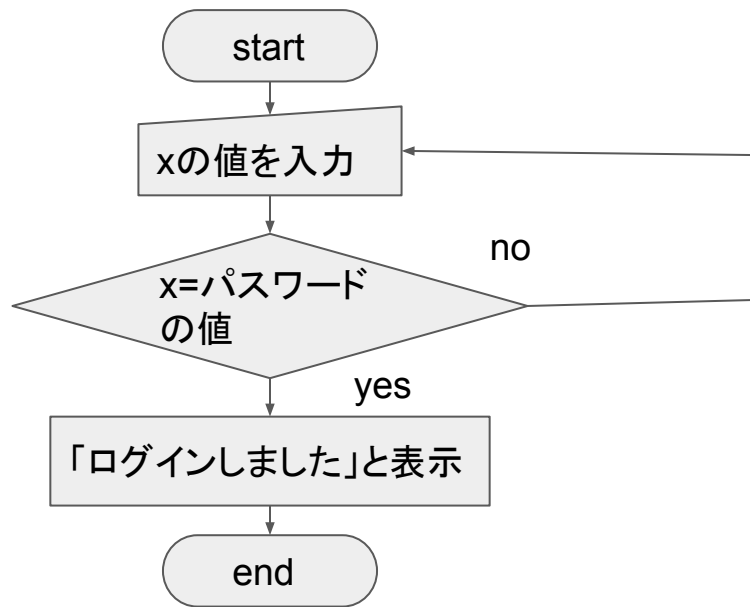 start
xの値を入力
no
x=パスワード
の値
yes
「ログインしました」と表示
end